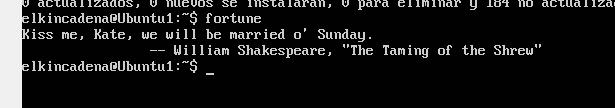 0 actualizados, 0 nuevos se instalarán, 0 para eliminar y 184 no actualizad
elkincadena@Ubuntu1:~$ fortune
Kiss me, Kate, we will be married o' Sunday.
-- William Shakespeare, "The Taming of the Shrew"
elkincadena@Ubuntu1:~$ _